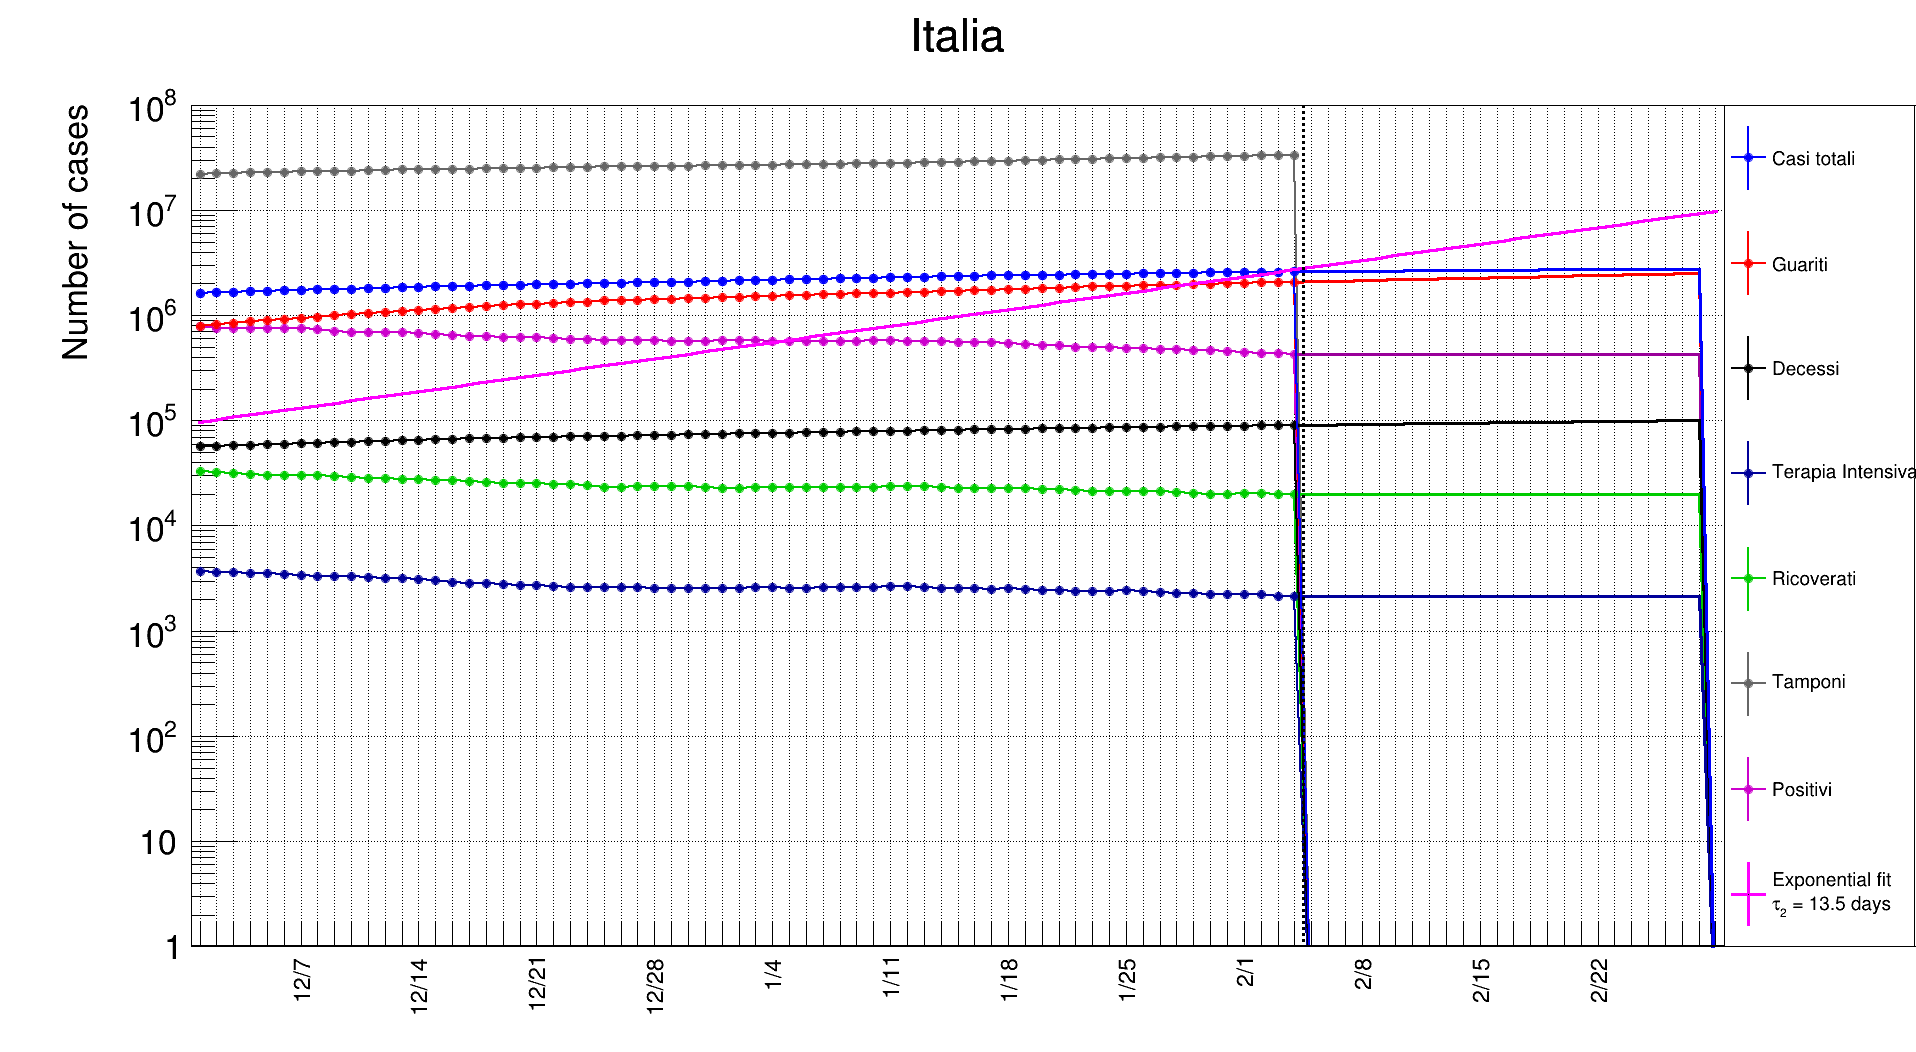 Italia
Number of cases
10^8
10^7
10^6
10^5
10^4
10^3
10^2
10
1
12/7
12/14
12/21
12/28
1/4
1/11
1/18
1/25
2/1
2/8
2/15
2/22
Casi totali
Guariti
Decessi
Terapia Intensiva
Ricoverati
Tamponi
Positivi
Exponential fit
τ_2 = 13.5 days